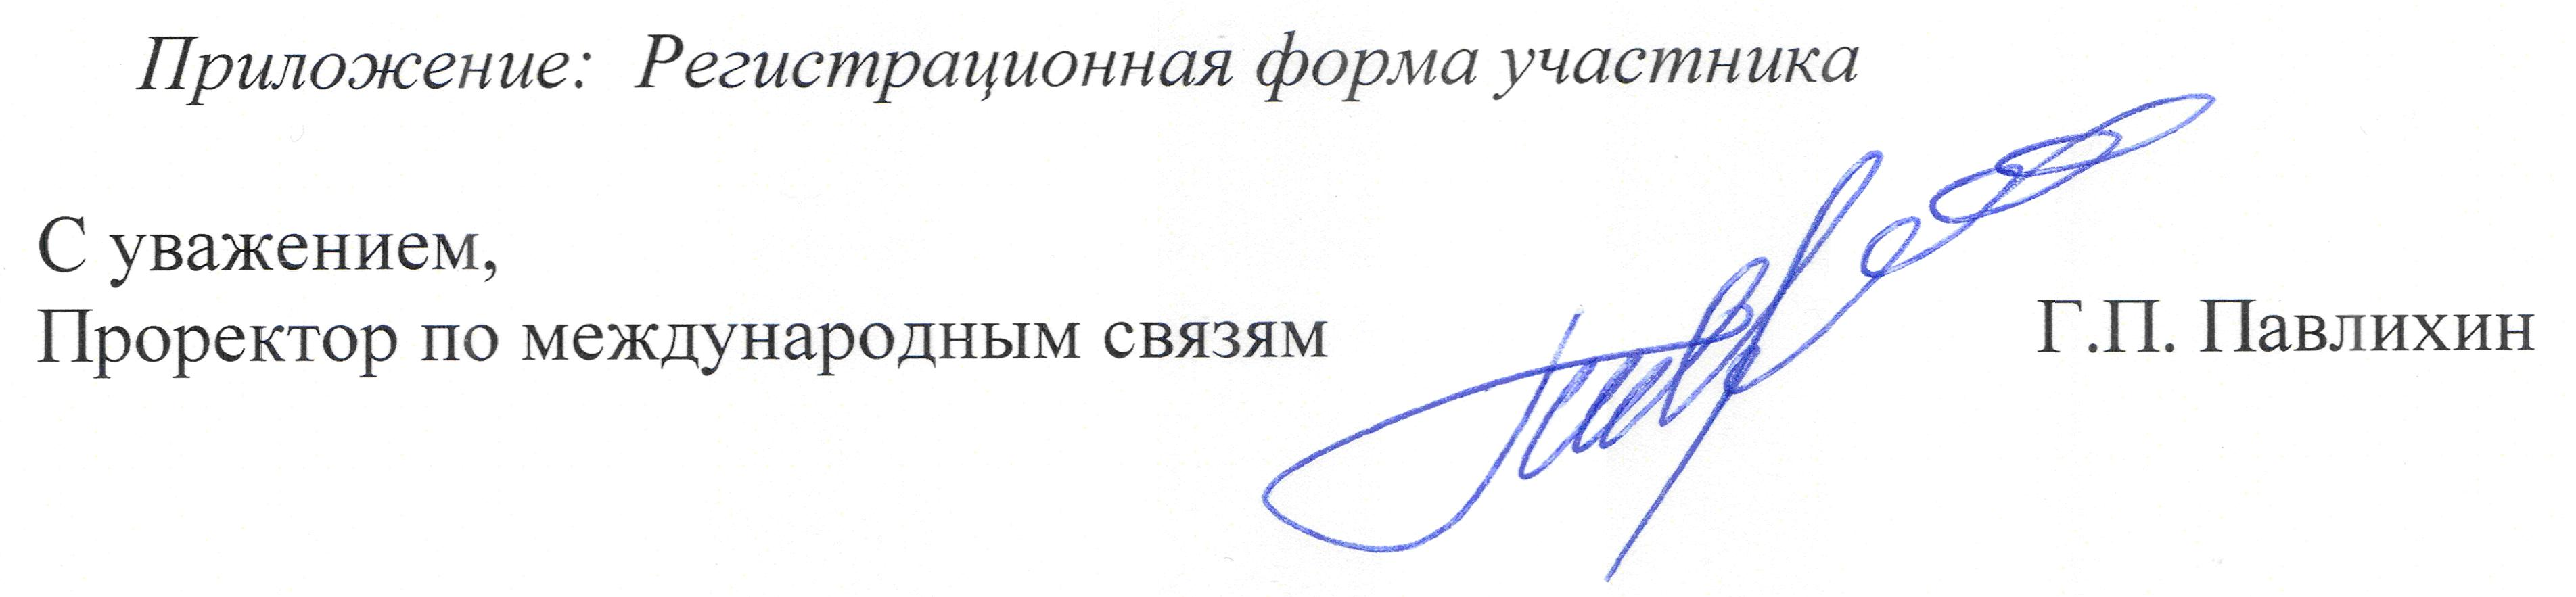 Приложение: Регистрационная форма участника
С уважением,
Проректор по международным связям Г.П. Павлихин